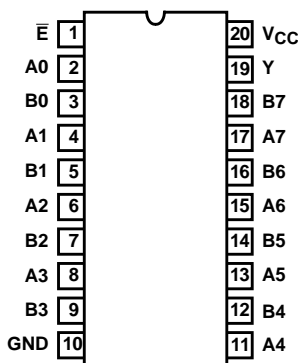 E̅ 1 20 VCC
A0 2 19 Y
B0 3 18 B7
A1 4 17 A7
B1 5 16 B6
A2 6 15 A6
B2 7 14 B5
A3 8 13 A5
B3 9 12 B4
GND 10 11 A4